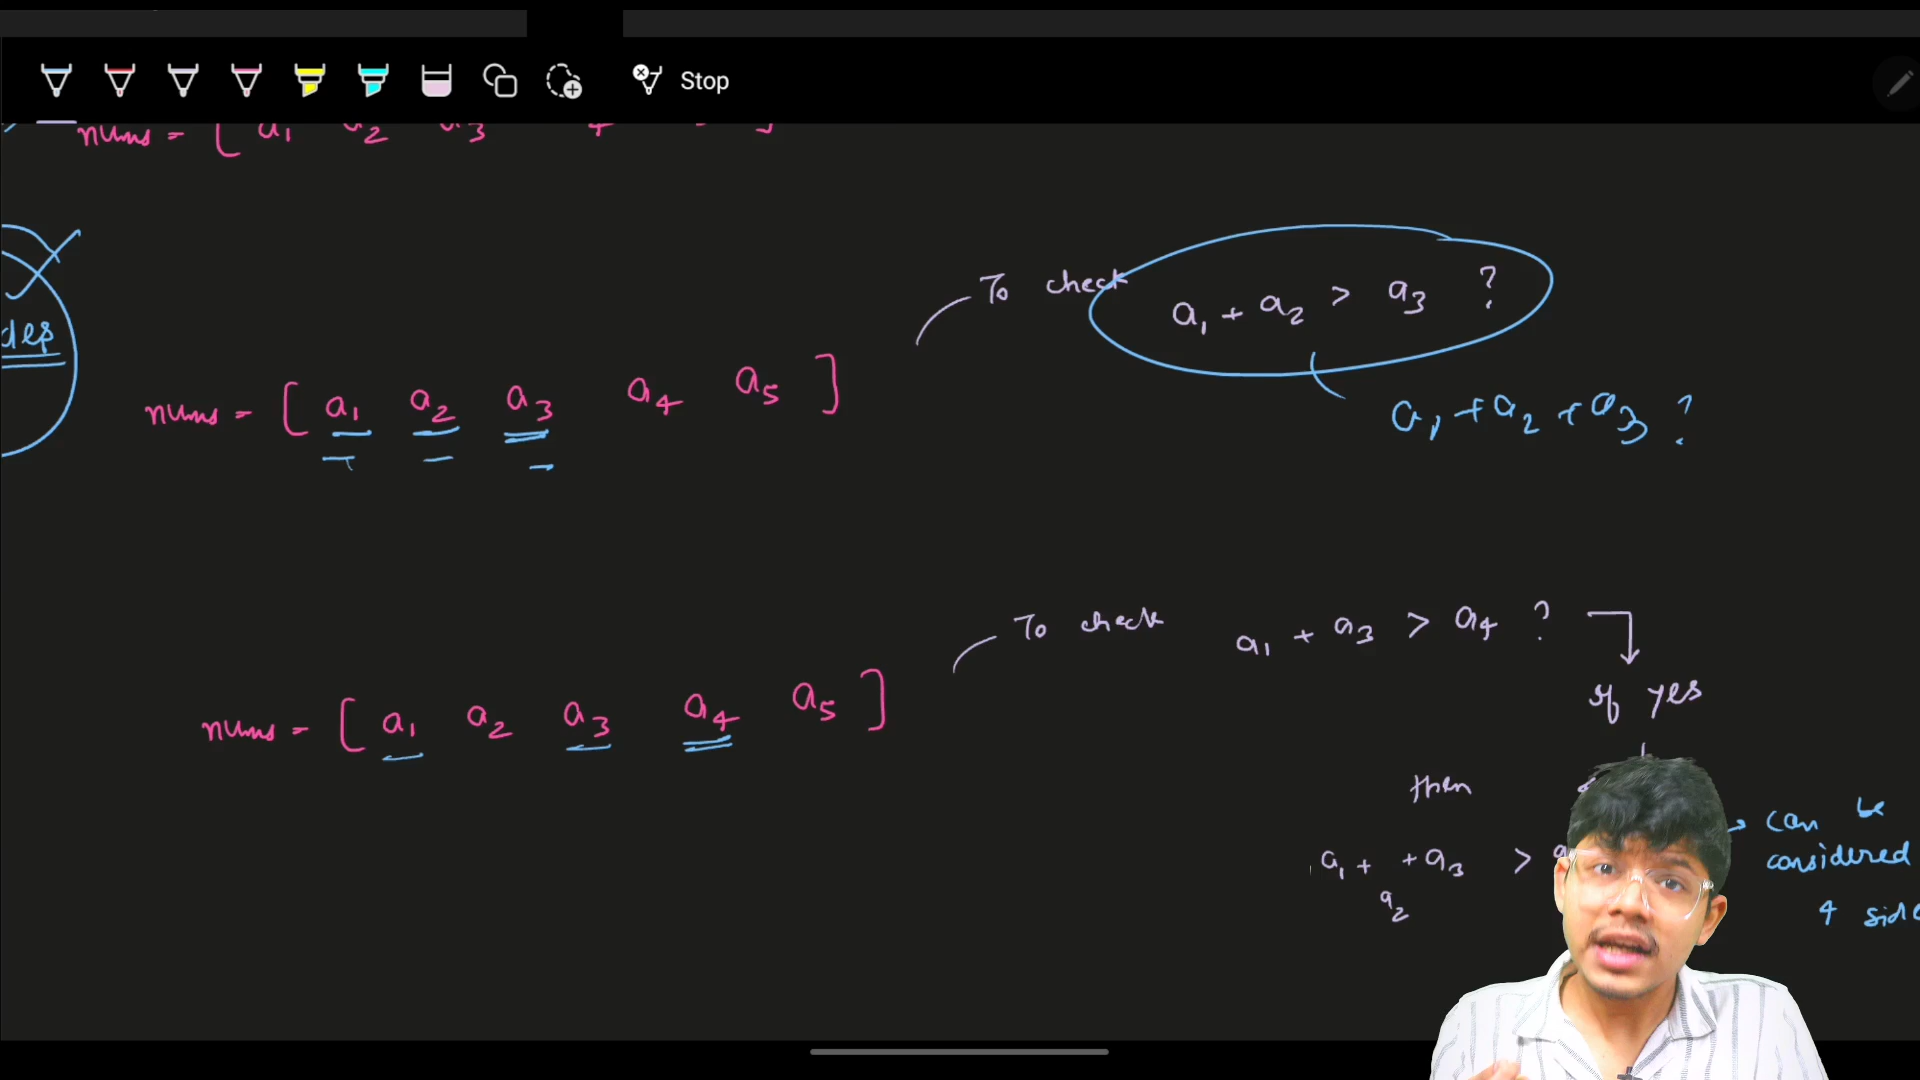 Stop
nums = [ a1 a2 a3
To check a1 + a2 > a3 ?
des
nums = [ a1 a2 a3 a4 a5 ]
a1 + a2 + a3 ?
To check a1 + a3 > a4 ?
if yes
nums = [ a1 a2 a3 a4 a5 ]
then
can be
considered
a1 + a2 + a3 >
4 side